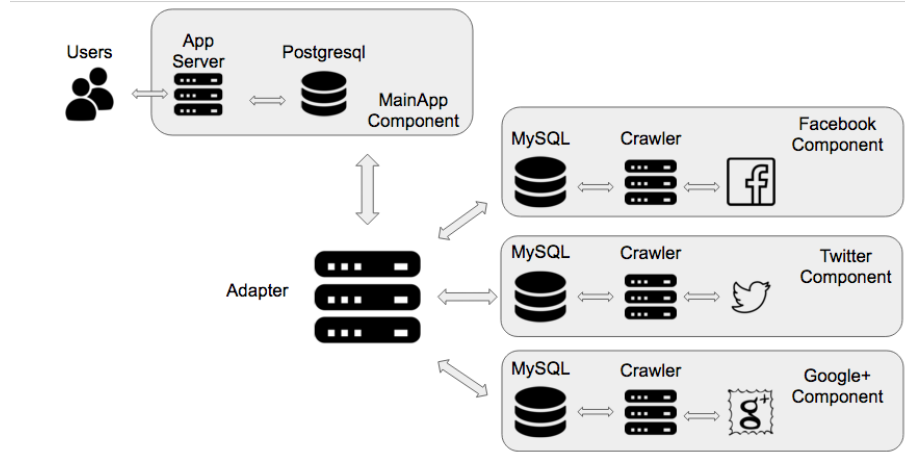 Users
App
Server
Postgresql
MainApp
Component
MySQL
Crawler
Facebook
Component
f
Adapter
MySQL
Crawler
Twitter
Component
MySQL
Crawler
Google+
Component
g+